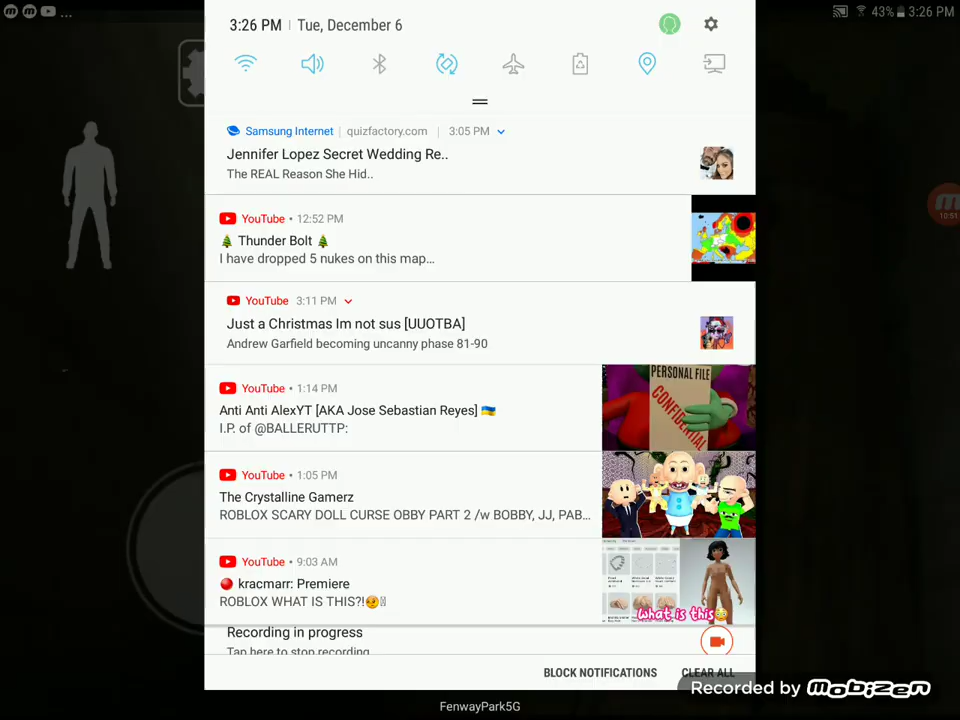 ... 43% 3:26 PM
3:26 PM | Tue, December 6
Samsung Internet | quizfactory.com | 3:05 PM
Jennifer Lopez Secret Wedding Re..
The REAL Reason She Hid..
YouTube • 12:52 PM
🌲 Thunder Bolt 🌲
I have dropped 5 nukes on this map...
YouTube 3:11 PM
Just a Christmas Im not sus [UUOTBA]
Andrew Garfield becoming uncanny phase 81-90
YouTube • 1:14 PM
Anti Anti AlexYT [AKA Jose Sebastian Reyes] 🇺🇦
I.P. of @BALLERUTTP:
PERSONAL FILE
CONFIDENTIAL
YouTube • 1:05 PM
The Crystalline Gamerz
ROBLOX SCARY DOLL CURSE OBBY PART 2 /w BOBBY, JJ, PAB...
YouTube • 9:03 AM
🔴 kracmarr: Premiere
ROBLOX WHAT IS THIS?!
What is this
Recording in progress
Tap here to stop recording
BLOCK NOTIFICATIONS CLEAR ALL
10:51
Recorded by mobizen
FenwayPark5G